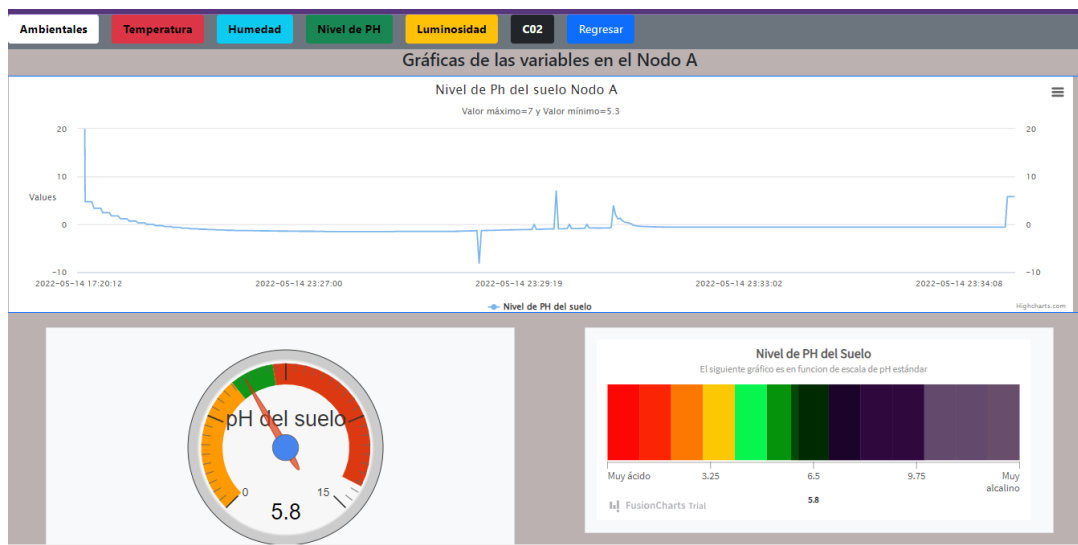 Ambientales Temperatura Humedad Nivel de PH Luminosidad C02 Regresar
Gráficas de las variables en el Nodo A
Nivel de Ph del suelo Nodo A
Valor máximo=7 y Valor mínimo=5.3
20 20
10 10
Values
0 0
-10 -10
2022-05-14 17:20:12 2022-05-14 23:27:00 2022-05-14 23:29:19 2022-05-14 23:33:02 2022-05-14 23:34:08
Nivel de PH del suelo
Highcharts.com
pH del suelo
0 15
5.8
Nivel de PH del Suelo
El siguiente gráfico es en funcion de escala de pH estándar
Muy ácido 3.25 6.5 9.75 Muy
alcalino
5.8
FusionCharts Trial